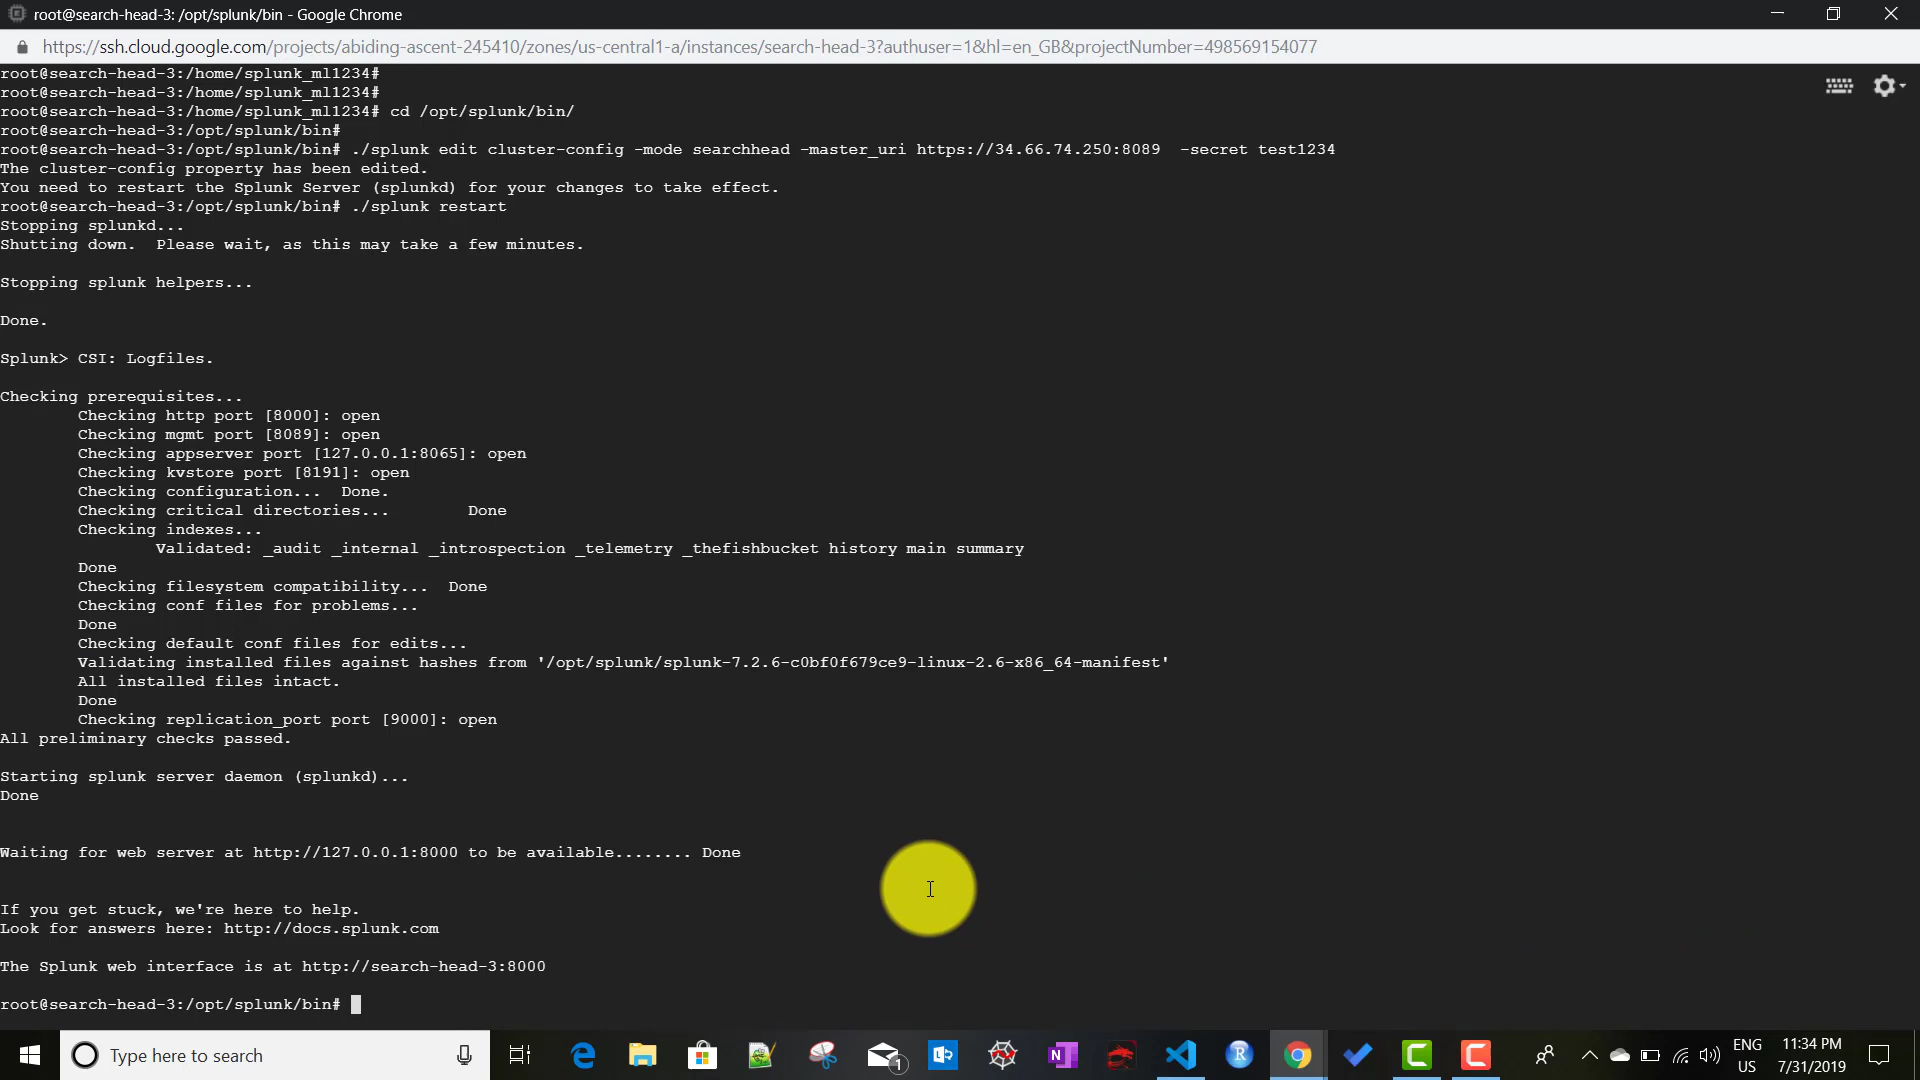 root@search-head-3: /opt/splunk/bin - Google Chrome
https://ssh.cloud.google.com/projects/abiding-ascent-245410/zones/us-central1-a/instances/search-head-3?authuser=1&hl=en_GB&projectNumber=498569154077
root@search-head-3:/home/splunk_ml1234#
root@search-head-3:/home/splunk_ml1234#
root@search-head-3:/home/splunk_ml1234# cd /opt/splunk/bin/
root@search-head-3:/opt/splunk/bin#
root@search-head-3:/opt/splunk/bin# ./splunk edit cluster-config -mode searchhead -master_uri https://34.66.74.250:8089  -secret test1234
The cluster-config property has been edited.
You need to restart the Splunk Server (splunkd) for your changes to take effect.
root@search-head-3:/opt/splunk/bin# ./splunk restart
Stopping splunkd...
Shutting down.  Please wait, as this may take a few minutes.
Stopping splunk helpers...
Done.
Splunk> CSI: Logfiles.
Checking prerequisites...
Checking http port [8000]: open
Checking mgmt port [8089]: open
Checking appserver port [127.0.0.1:8065]: open
Checking kvstore port [8191]: open
Checking configuration...  Done.
Checking critical directories...        Done
Checking indexes...
Validated: _audit _internal _introspection _telemetry _thefishbucket history main summary
Done
Checking filesystem compatibility...  Done
Checking conf files for problems...
Done
Checking default conf files for edits...
Validating installed files against hashes from '/opt/splunk/splunk-7.2.6-c0bf0f679ce9-linux-2.6-x86_64-manifest'
All installed files intact.
Done
Checking replication_port port [9000]: open
All preliminary checks passed.
Starting splunk server daemon (splunkd)...
Done
Waiting for web server at http://127.0.0.1:8000 to be available........ Done
If you get stuck, we're here to help.
Look for answers here: http://docs.splunk.com
The Splunk web interface is at http://search-head-3:8000
root@search-head-3:/opt/splunk/bin#
Type here to search
1
N
R
C
C
ENG
US
11:34 PM
7/31/2019